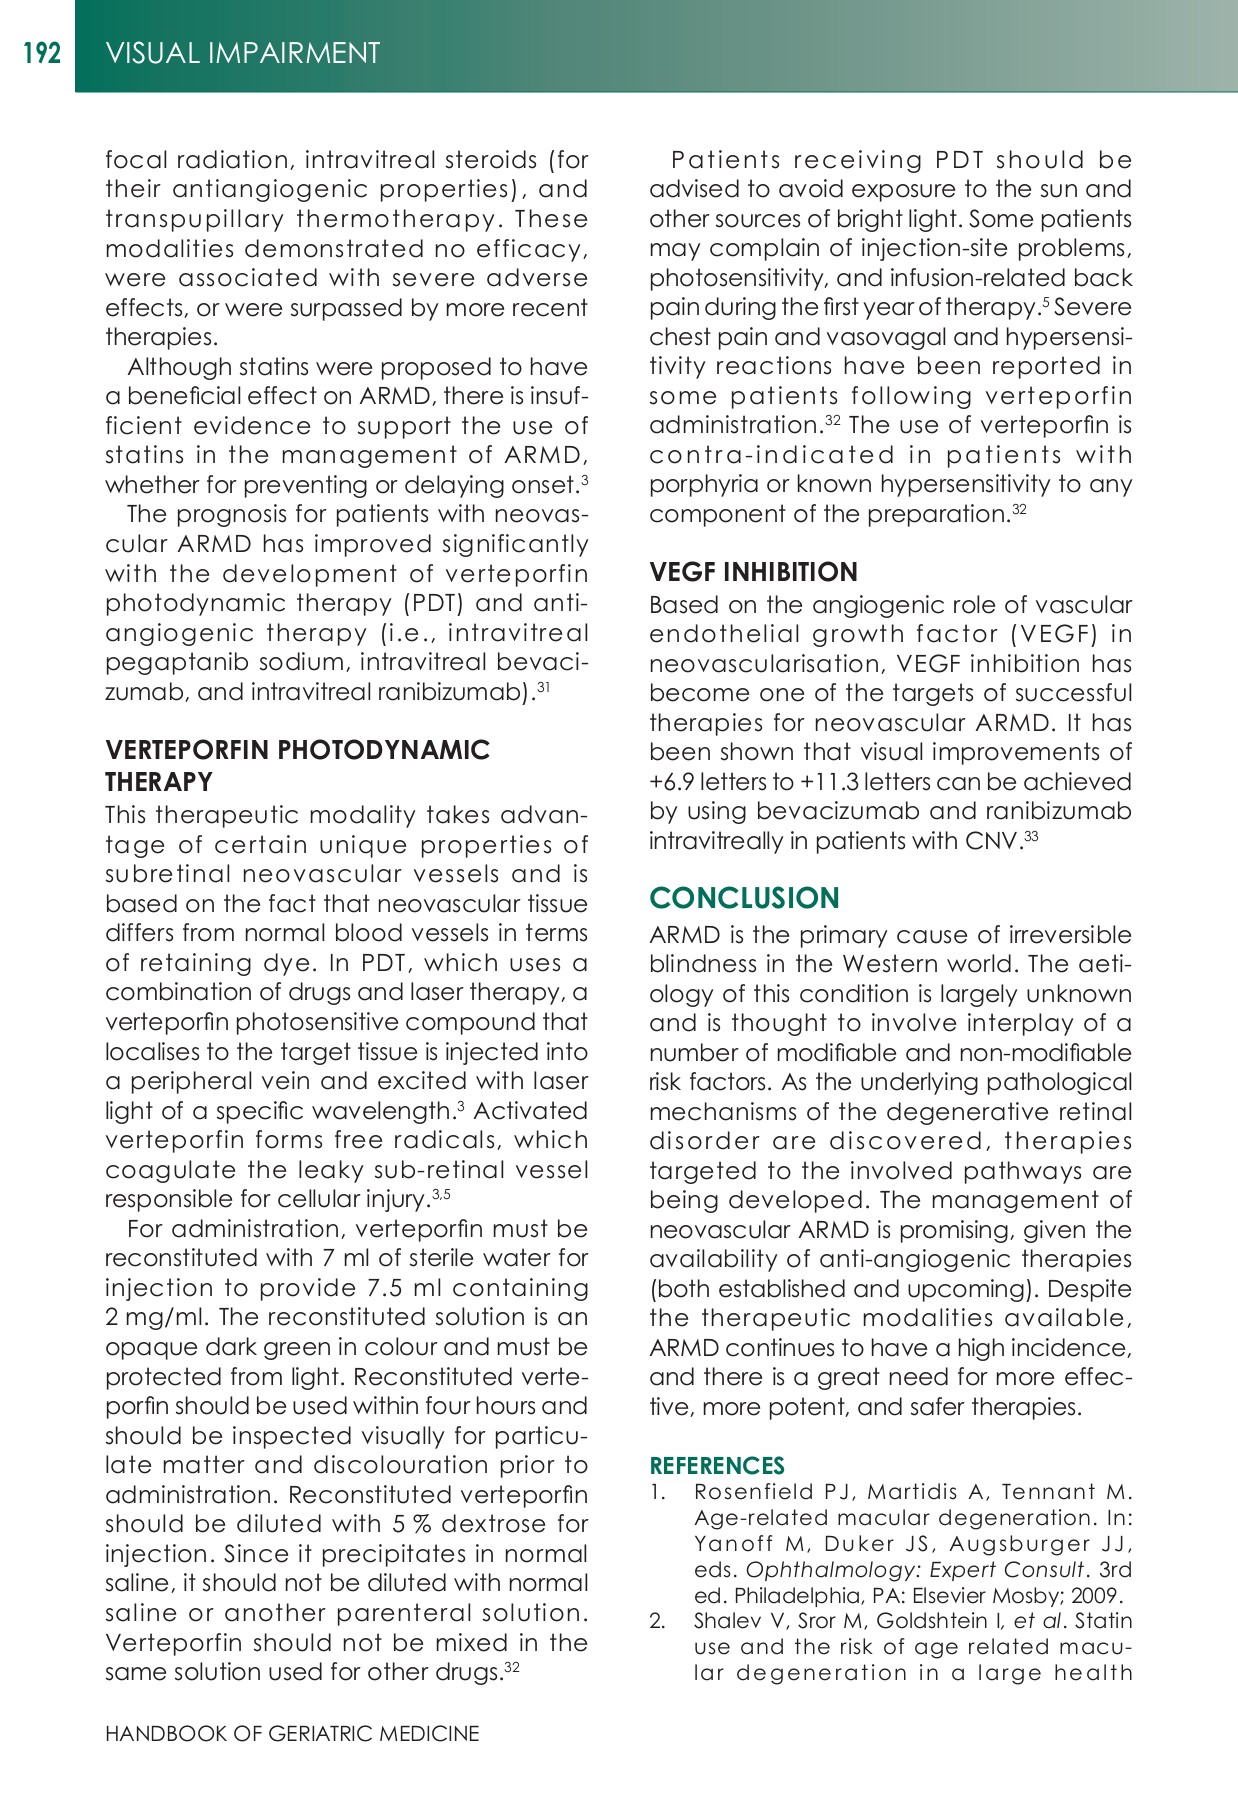 192
VISUAL IMPAIRMENT
focal radiation, intravitreal steroids (for
their antiangiogenic properties), and
transpupillary thermotherapy. These
modalities demonstrated no efficacy,
were associated with severe adverse
effects, or were surpassed by more recent
therapies.
Although statins were proposed to have
a beneficial effect on ARMD, there is insuf-
ficient evidence to support the use of
statins in the management of ARMD,
whether for preventing or delaying onset.3
The prognosis for patients with neovas-
cular ARMD has improved significantly
with the development of verteporfin
photodynamic therapy (PDT) and anti-
angiogenic therapy (i.e., intravitreal
pegaptanib sodium, intravitreal bevaci-
zumab, and intravitreal ranibizumab).31
VERTEPORFIN PHOTODYNAMIC
THERAPY
This therapeutic modality takes advan-
tage of certain unique properties of
subretinal neovascular vessels and is
based on the fact that neovascular tissue
differs from normal blood vessels in terms
of retaining dye. In PDT, which uses a
combination of drugs and laser therapy, a
verteporfin photosensitive compound that
localises to the target tissue is injected into
a peripheral vein and excited with laser
light of a specific wavelength.3 Activated
verteporfin forms free radicals, which
coagulate the leaky sub-retinal vessel
responsible for cellular injury.3,5
For administration, verteporfin must be
reconstituted with 7 ml of sterile water for
injection to provide 7.5 ml containing
2 mg/ml. The reconstituted solution is an
opaque dark green in colour and must be
protected from light. Reconstituted verte-
porfin should be used within four hours and
should be inspected visually for particu-
late matter and discolouration prior to
administration. Reconstituted verteporfin
should be diluted with 5 % dextrose for
injection. Since it precipitates in normal
saline, it should not be diluted with normal
saline or another parenteral solution.
Verteporfin should not be mixed in the
same solution used for other drugs.32
Patients receiving PDT should be
advised to avoid exposure to the sun and
other sources of bright light. Some patients
may complain of injection-site problems,
photosensitivity, and infusion-related back
pain during the first year of therapy.5 Severe
chest pain and vasovagal and hypersensi-
tivity reactions have been reported in
some patients following verteporfin
administration.32 The use of verteporfin is
contra-indicated in patients with
porphyria or known hypersensitivity to any
component of the preparation.32
VEGF INHIBITION
Based on the angiogenic role of vascular
endothelial growth factor (VEGF) in
neovascularisation, VEGF inhibition has
become one of the targets of successful
therapies for neovascular ARMD. It has
been shown that visual improvements of
+6.9 letters to +11.3 letters can be achieved
by using bevacizumab and ranibizumab
intravitreally in patients with CNV.33
CONCLUSION
ARMD is the primary cause of irreversible
blindness in the Western world. The aeti-
ology of this condition is largely unknown
and is thought to involve interplay of a
number of modifiable and non-modifiable
risk factors. As the underlying pathological
mechanisms of the degenerative retinal
disorder are discovered, therapies
targeted to the involved pathways are
being developed. The management of
neovascular ARMD is promising, given the
availability of anti-angiogenic therapies
(both established and upcoming). Despite
the therapeutic modalities available,
ARMD continues to have a high incidence,
and there is a great need for more effec-
tive, more potent, and safer therapies.
REFERENCES
1. Rosenfield PJ, Martidis A, Tennant M.
Age-related macular degeneration. In:
Yanoff M, Duker JS, Augsburger JJ,
eds. Ophthalmology: Expert Consult. 3rd
ed. Philadelphia, PA: Elsevier Mosby; 2009.
2. Shalev V, Sror M, Goldshtein I, et al. Statin
use and the risk of age related macu-
lar degeneration in a large health
HANDBOOK OF GERIATRIC MEDICINE